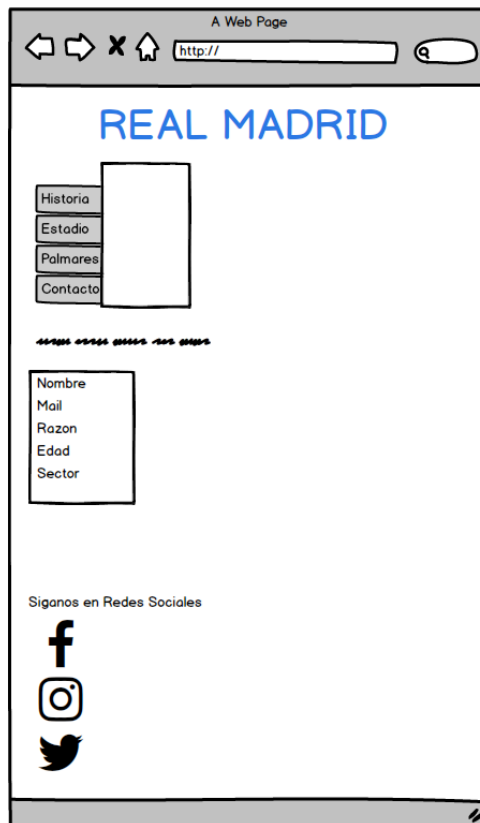 A Web Page
http://
REAL MADRID
Historia
Estadio
Palmares
Contacto
Nombre
Mail
Razon
Edad
Sector
Siganos en Redes Sociales